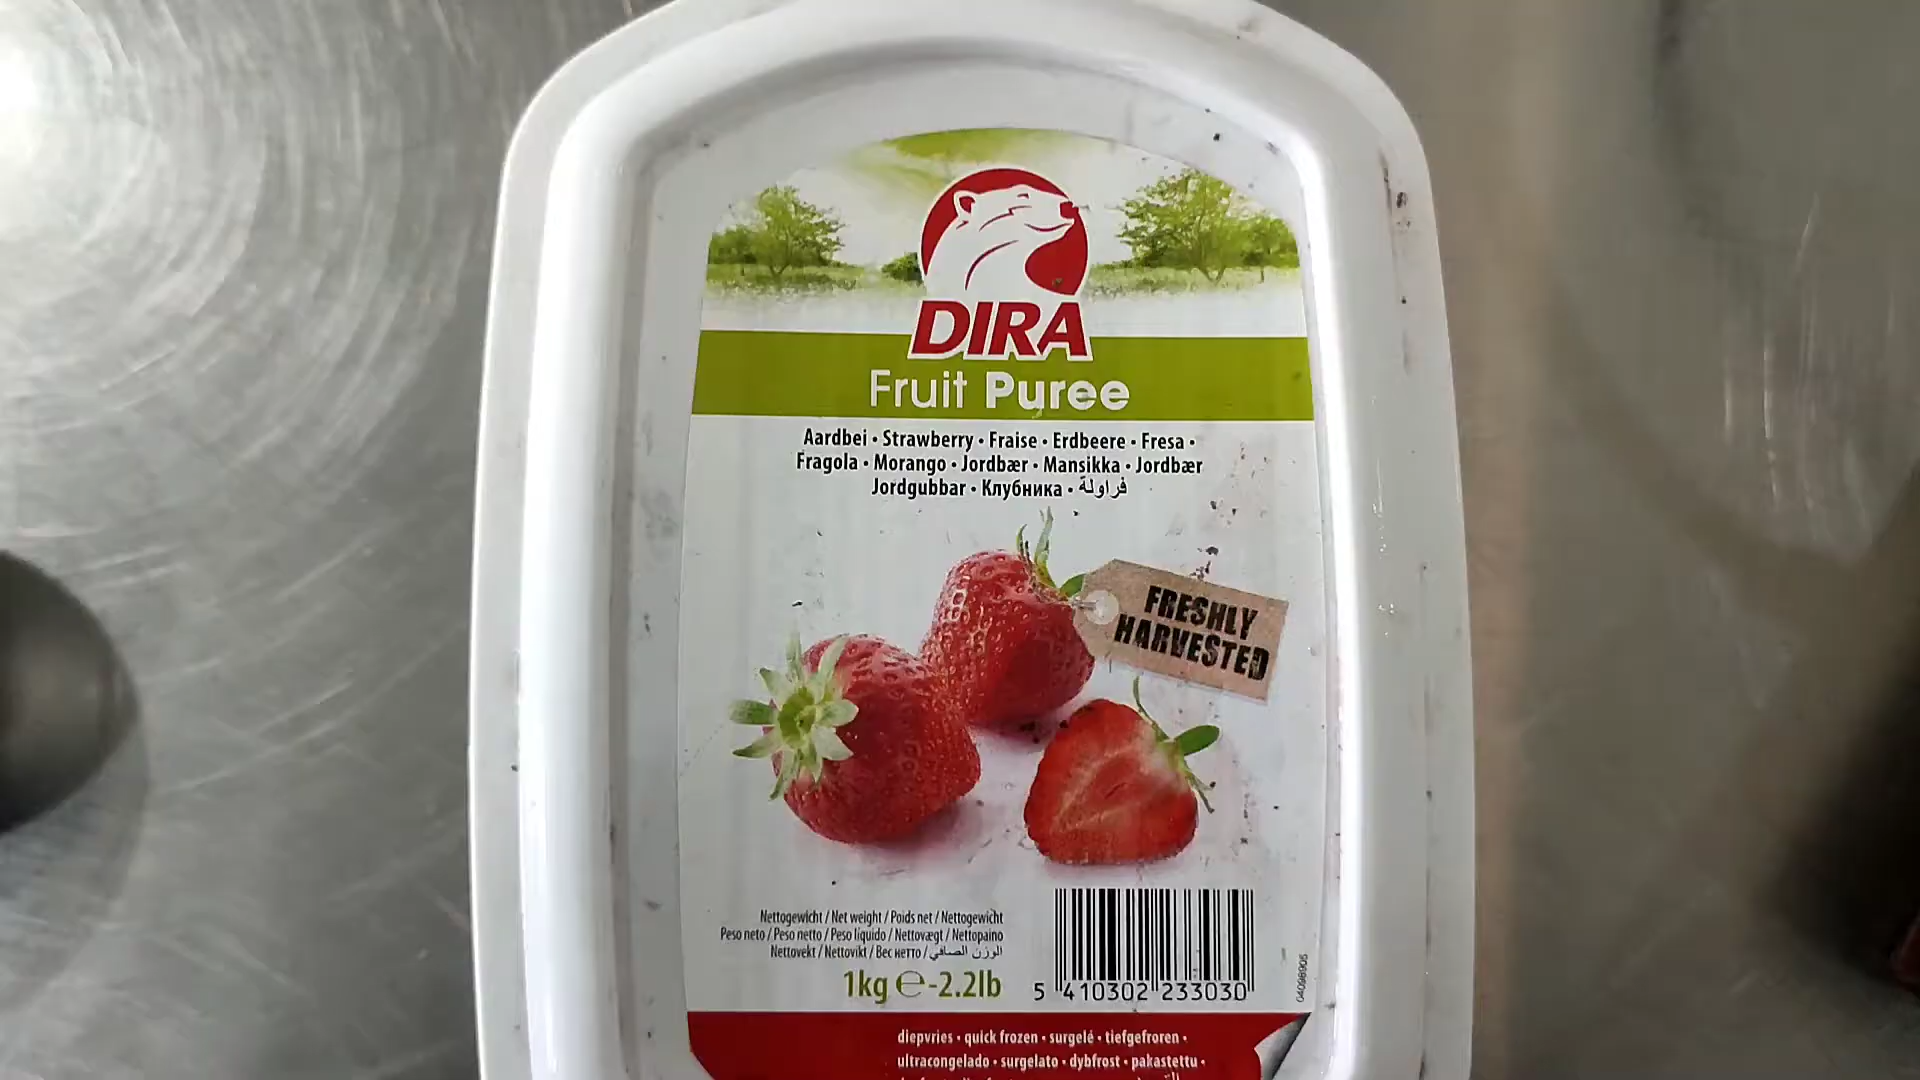 DIRA
Fruit Puree
Aardbei • Strawberry • Fraise • Erdbeere • Fresa •
Fragola • Morango • Jordbær • Mansikka • Jordbær
Jordgubbar • Клубника • فراولة
FRESHLY
HARVESTED
Nettogewicht / Net weight / Poids net / Nettogewicht
Peso neto / Peso netto / Peso líquido / Nettovægt / Nettopaino
Nettovekt / Nettovikt / Вес нетто / الوزن الصافي
1kg ℮-2.2lb
5 410302 233030
04098905
diepvries • quick frozen • surgelé • tiefgefroren •
ultracongelado • surgelato • dybfrost • pakastettu •